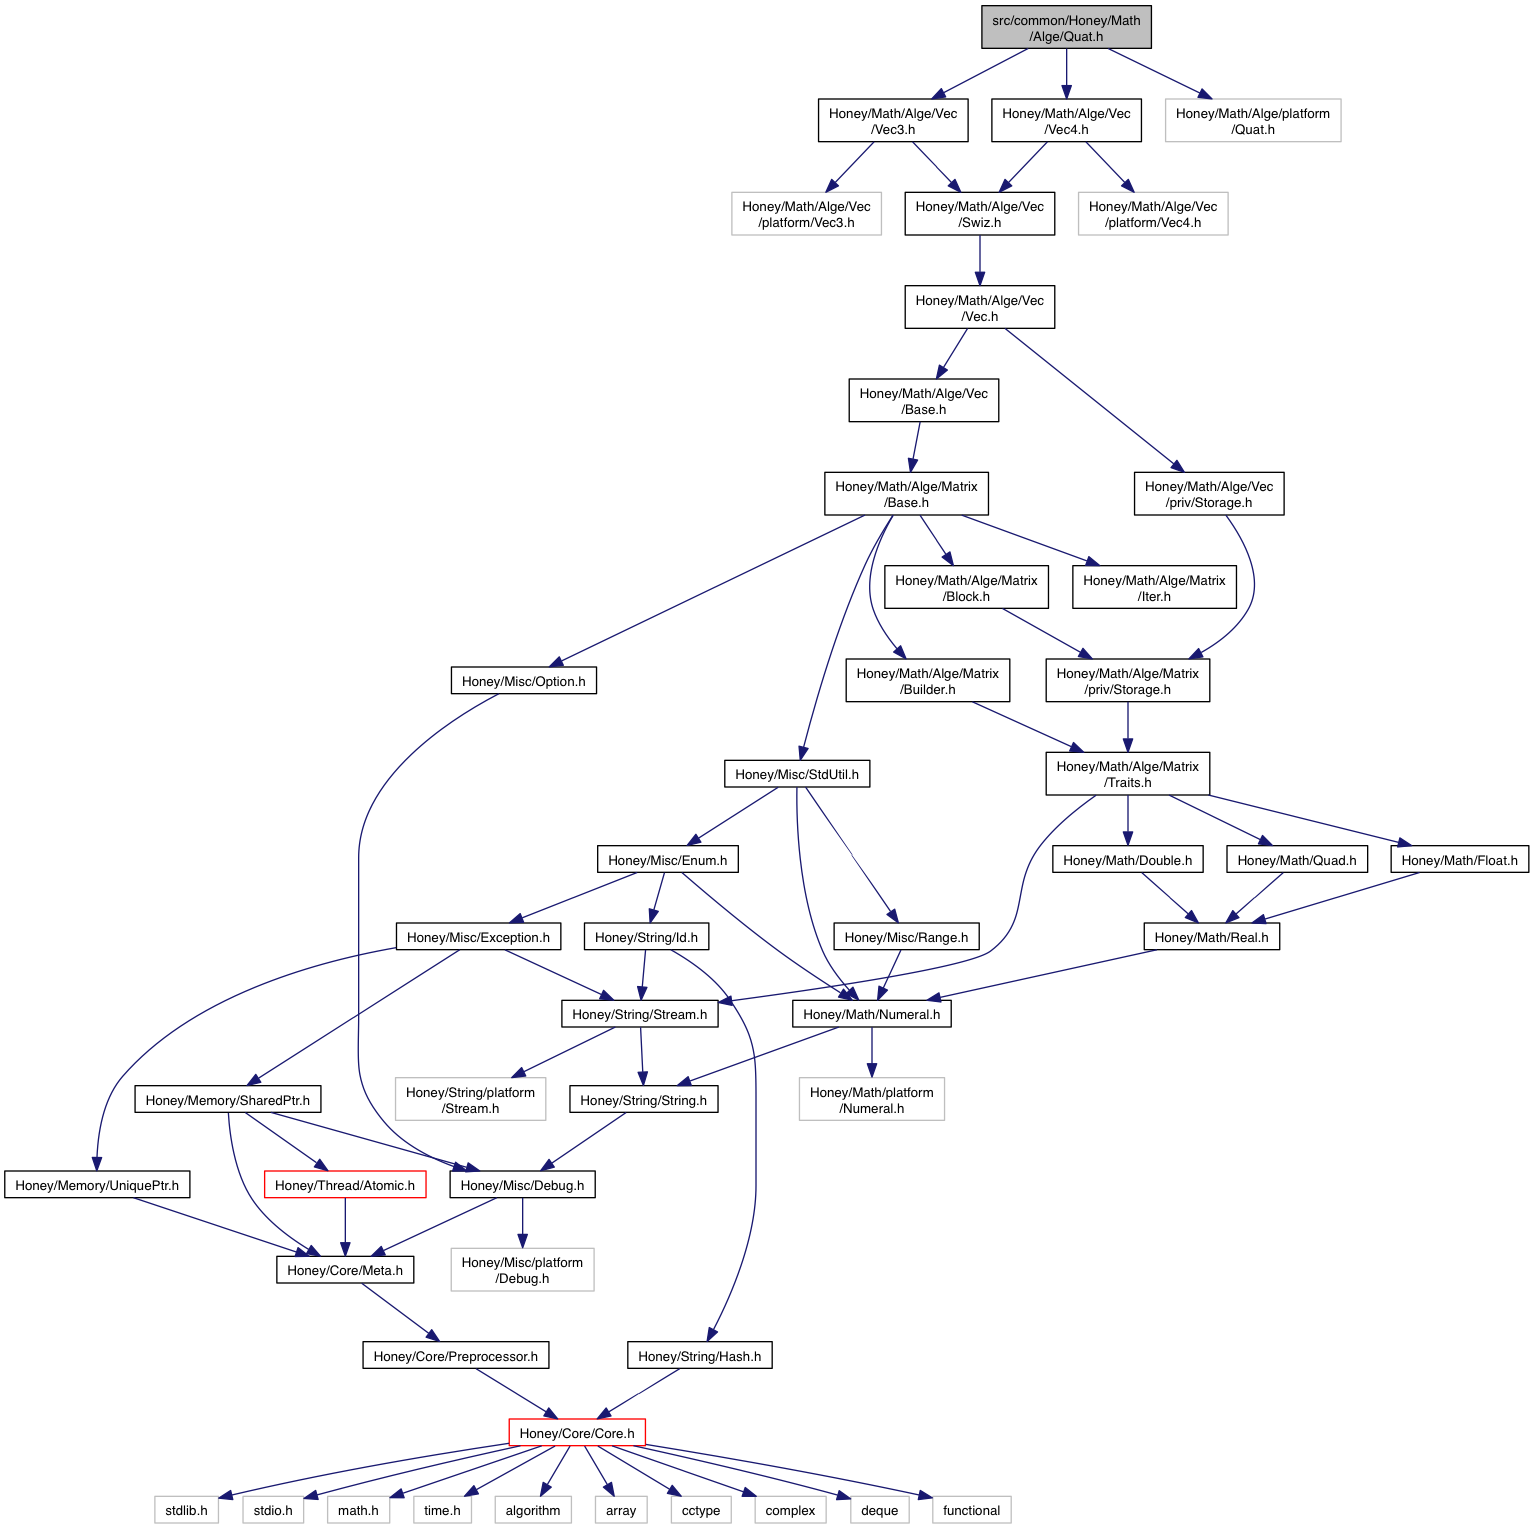 src/common/Honey/Math
/Alge/Quat.h
Honey/Math/Alge/Vec
/Vec3.h
Honey/Math/Alge/Vec
/Vec4.h
Honey/Math/Alge/platform
/Quat.h
Honey/Math/Alge/Vec
/platform/Vec3.h
Honey/Math/Alge/Vec
/Swiz.h
Honey/Math/Alge/Vec
/platform/Vec4.h
Honey/Math/Alge/Vec
/Vec.h
Honey/Math/Alge/Vec
/Base.h
Honey/Math/Alge/Matrix
/Base.h
Honey/Math/Alge/Vec
/priv/Storage.h
Honey/Math/Alge/Matrix
/Block.h
Honey/Math/Alge/Matrix
/Iter.h
Honey/Misc/Option.h
Honey/Math/Alge/Matrix
/Builder.h
Honey/Math/Alge/Matrix
/priv/Storage.h
Honey/Misc/StdUtil.h
Honey/Math/Alge/Matrix
/Traits.h
Honey/Misc/Enum.h
Honey/Math/Double.h
Honey/Math/Quad.h
Honey/Math/Float.h
Honey/Misc/Exception.h
Honey/String/Id.h
Honey/Misc/Range.h
Honey/Math/Real.h
Honey/String/Stream.h
Honey/Math/Numeral.h
Honey/Memory/SharedPtr.h
Honey/String/platform
/Stream.h
Honey/String/String.h
Honey/Math/platform
/Numeral.h
Honey/Memory/UniquePtr.h
Honey/Thread/Atomic.h
Honey/Misc/Debug.h
Honey/Core/Meta.h
Honey/Misc/platform
/Debug.h
Honey/Core/Preprocessor.h
Honey/String/Hash.h
Honey/Core/Core.h
stdlib.h
stdio.h
math.h
time.h
algorithm
array
cctype
complex
deque
functional